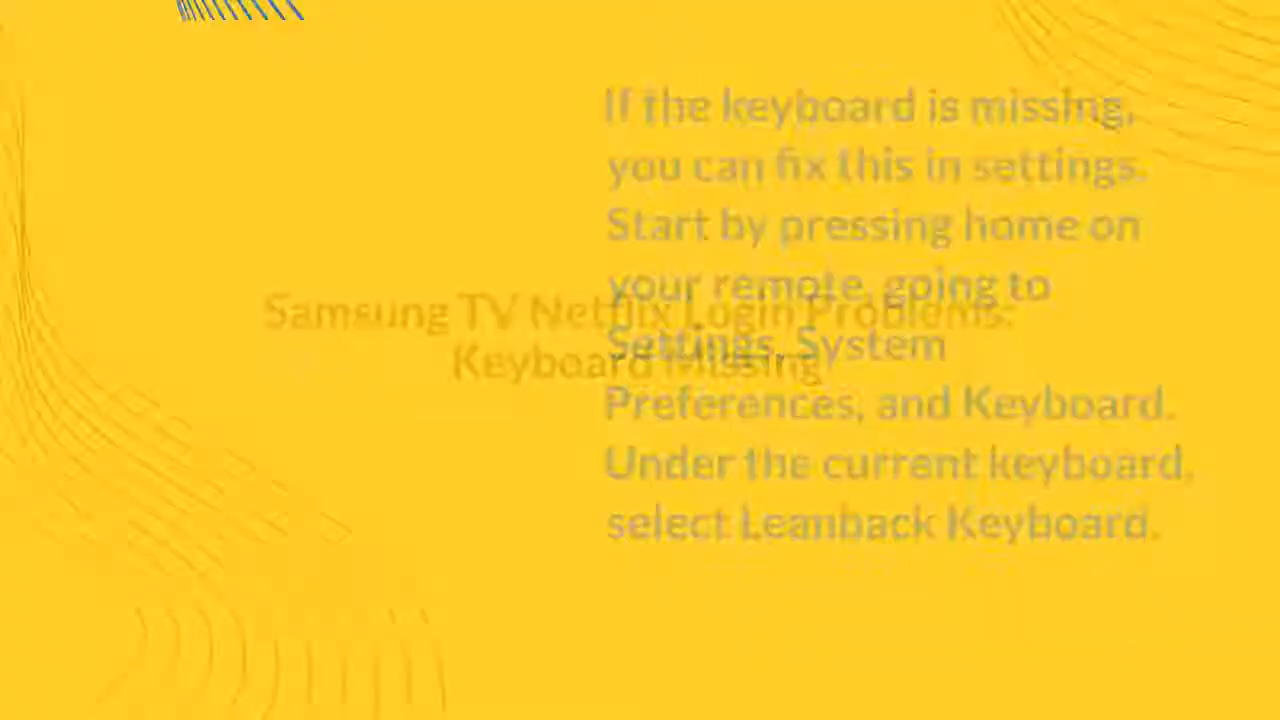 If the keyboard is missing,
you can fix this in settings.
Start by pressing home on
your remote, going to
Settings, System
Preferences, and Keyboard.
Under the current keyboard,
select Leanback Keyboard.
Samsung TV Netflix Login Problems:
Keyboard Missing